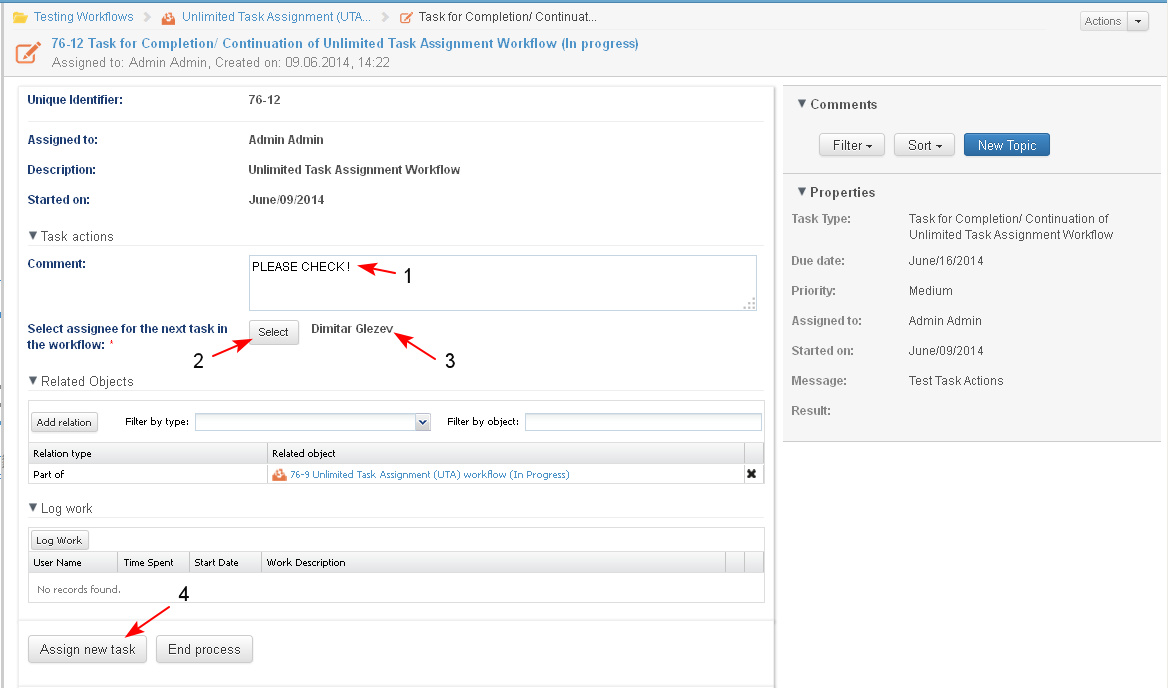 Testing Workflows
Unlimited Task Assignment (UTA...
Task for Completion/ Continuat...
Actions
76-12 Task for Completion/ Continuation of Unlimited Task Assignment Workflow (In progress)
Assigned to: Admin Admin, Created on: 09.06.2014, 14:22
Unique Identifier: 76-12
Assigned to: Admin Admin
Description: Unlimited Task Assignment Workflow
Started on: June/09/2014
Task actions
Comment: PLEASE CHECK!
1
Select assignee for the next task in
the workflow: *
Select
Dimitar Glezev
2
3
Related Objects
Add relation Filter by type: Filter by object:
Relation type Related object
Part of 76-9 Unlimited Task Assignment (UTA) workflow (In Progress)
Log work
Log Work
User Name Time Spent Start Date Work Description
No records found.
4
Assign new task End process
Comments
Filter Sort New Topic
Properties
Task Type: Task for Completion/ Continuation of
Unlimited Task Assignment Workflow
Due date: June/16/2014
Priority: Medium
Assigned to: Admin Admin
Started on: June/09/2014
Message: Test Task Actions
Result: